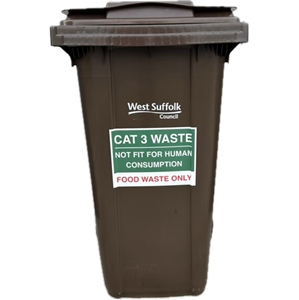 West Suffolk
Council
CAT 3 WASTE
NOT FIT FOR HUMAN
CONSUMPTION
FOOD WASTE ONLY